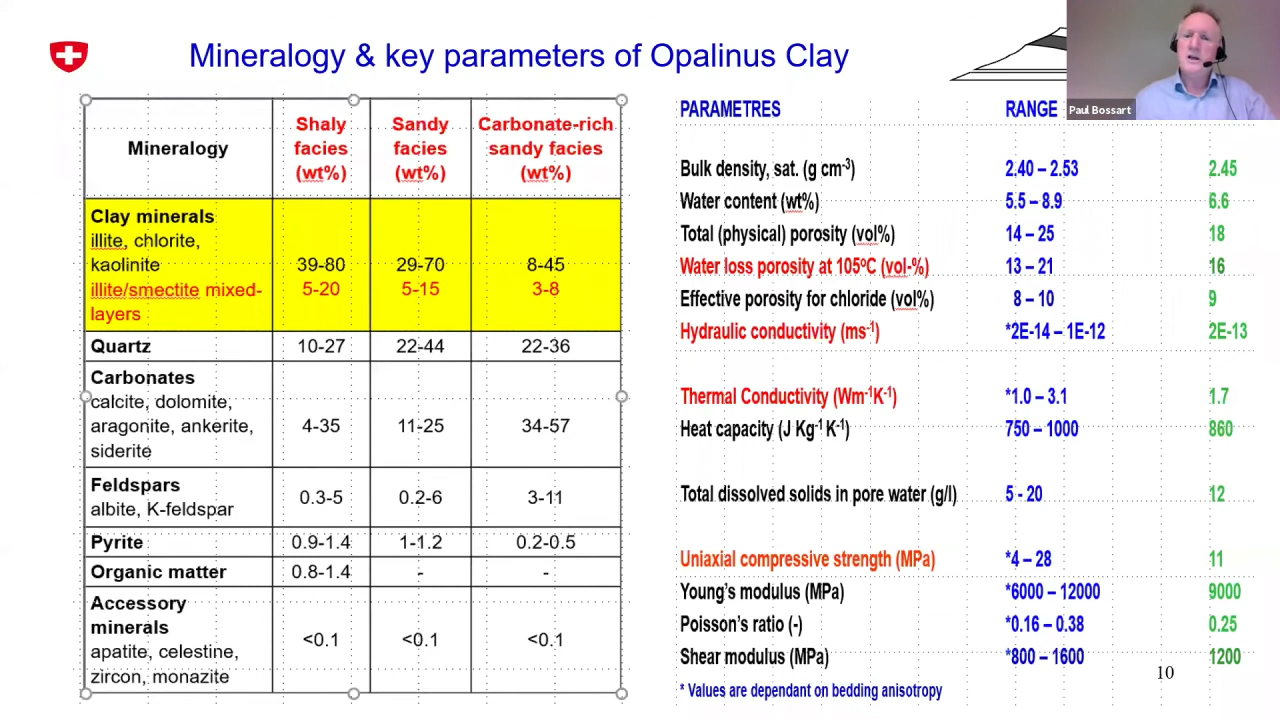 Mineralogy & key parameters of Opalinus Clay
Paul Bossart
Mineralogy
Shaly
facies
(wt%)
Sandy
facies
(wt%)
Carbonate-rich
sandy facies
(wt%)
Clay minerals
illite, chlorite,
kaolinite 39-80 29-70 8-45
illite/smectite mixed- 5-20 5-15 3-8
layers
Quartz 10-27 22-44 22-36
Carbonates
calcite, dolomite,
aragonite, ankerite, 4-35 11-25 34-57
siderite
Feldspars 0.3-5 0.2-6 3-11
albite, K-feldspar
Pyrite 0.9-1.4 1-1.2 0.2-0.5
Organic matter 0.8-1.4 - -
Accessory
minerals <0.1 <0.1 <0.1
apatite, celestine,
zircon, monazite
PARAMETRES RANGE
Bulk density, sat. (g cm-3) 2.40 – 2.53 2.45
Water content (wt%) 5.5 – 8.9 6.6
Total (physical) porosity (vol%) 14 – 25 18
Water loss porosity at 105ºC (vol-%) 13 – 21 16
Effective porosity for chloride (vol%) 8 – 10 9
Hydraulic conductivity (ms-1) *2E-14 – 1E-12 2E-13
Thermal Conductivity (Wm-1K-1) *1.0 – 3.1 1.7
Heat capacity (J Kg-1 K-1) 750 – 1000 860
Total dissolved solids in pore water (g/l) 5 - 20 12
Uniaxial compressive strength (MPa) *4 – 28 11
Young's modulus (MPa) *6000 – 12000 9000
Poisson's ratio (-) *0.16 – 0.38 0.25
Shear modulus (MPa) *800 – 1600 1200
* Values are dependant on bedding anisotropy
10